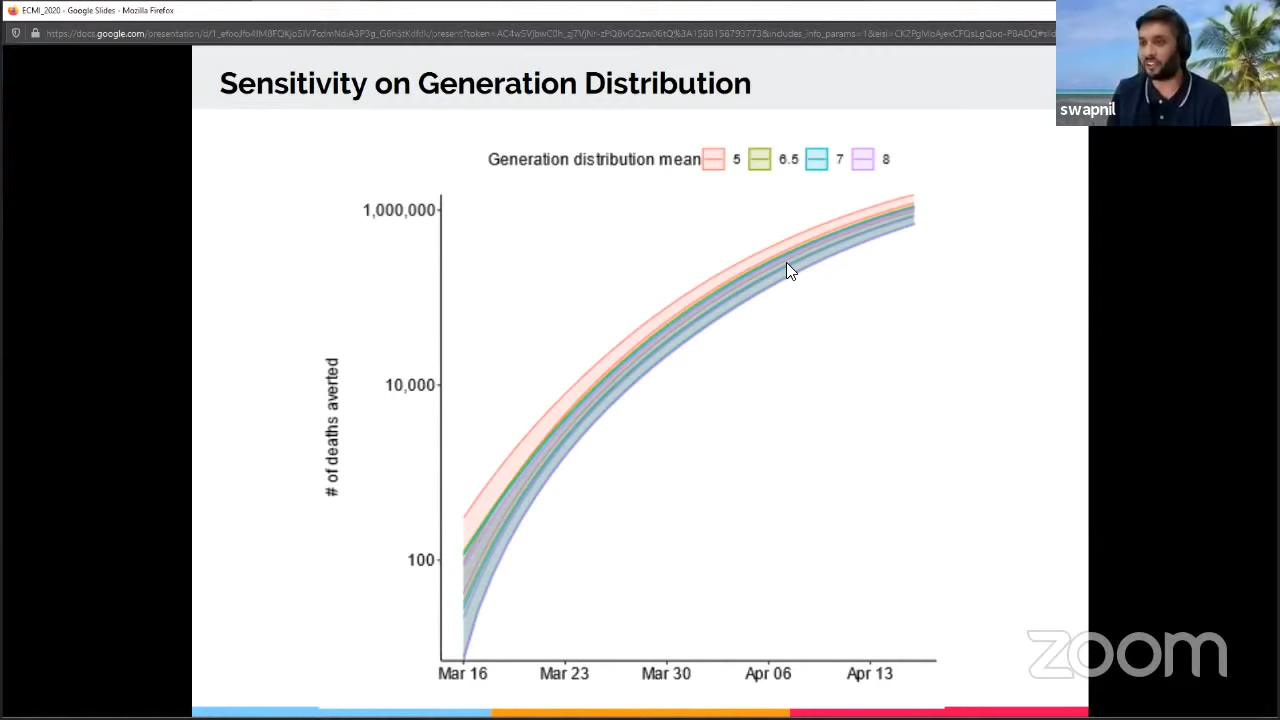 ECMI_2020 - Google Slides - Mozilla Firefox
swapnil
Sensitivity on Generation Distribution
Generation distribution mean 5 6.5 7 8
1,000,000
10,000
100
# of deaths averted
Mar 16 Mar 23 Mar 30 Apr 06 Apr 13
zoom